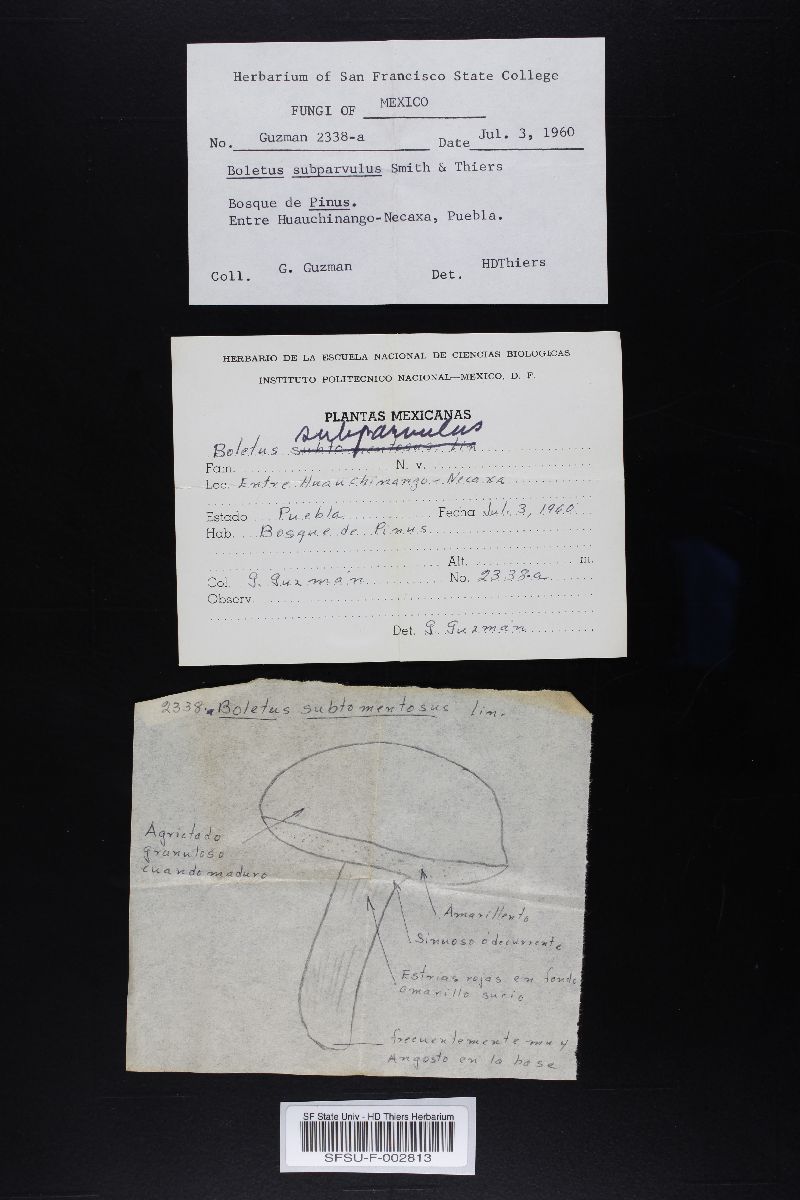 Herbarium of San Francisco State College
FUNGI OF MEXICO
No. Guzman 2338-a Date Jul. 3, 1960
Boletus subparvulus Smith & Thiers
Bosque de Pinus.
Entre Huauchinango-Necaxa, Puebla.
Coll. G. Guzman Det. HDThiers
HERBARIO DE LA ESCUELA NACIONAL DE CIENCIAS BIOLOGICAS
INSTITUTO POLITECNICO NACIONAL—MEXICO, D. F.
PLANTAS MEXICANAS
subparvulus
Boletus subtomentosus lin
Fam. N. v.
Loc. Entre Huauchinango-Necaxa
Estado Puebla Fecha Jul. 3, 1960
Hab. Bosque de Pinus
Alt. m.
Col. G. Guzmán No. 2338-a
Observ.
Det. G. Guzmán
2338-a Boletus subtomentosus lin.
Agrietado
granuloso
cuando maduro
Amarillento
Sinuoso ó decurrente
Estrias rojas en fondo
amarillo sucio
frecuentemente muy
Angosto en la base
SF State Univ - HD Thiers Herbarium
SFSU-F-002813